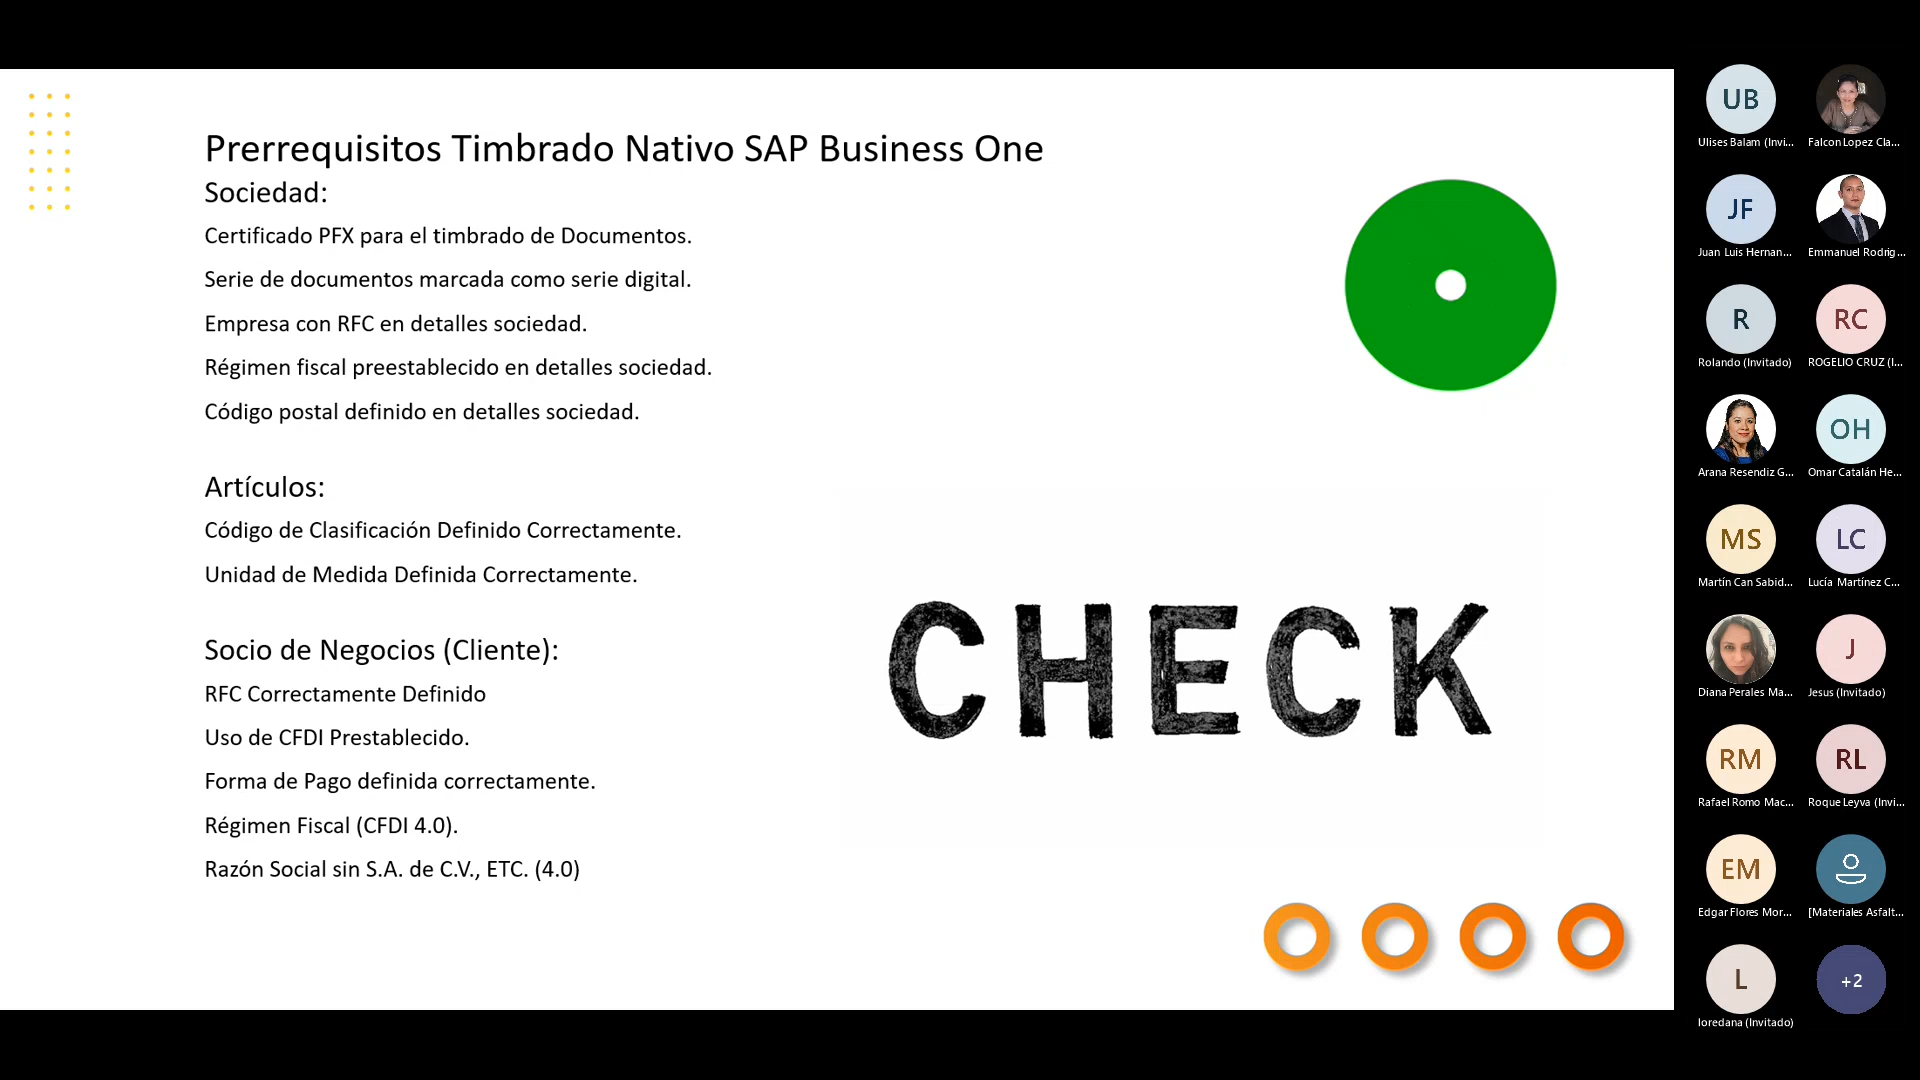 Prerrequisitos Timbrado Nativo SAP Business One
Sociedad:
Certificado PFX para el timbrado de Documentos.
Serie de documentos marcada como serie digital.
Empresa con RFC en detalles sociedad.
Régimen fiscal preestablecido en detalles sociedad.
Código postal definido en detalles sociedad.
Artículos:
Código de Clasificación Definido Correctamente.
Unidad de Medida Definida Correctamente.
Socio de Negocios (Cliente):
RFC Correctamente Definido
Uso de CFDI Prestablecido.
Forma de Pago definida correctamente.
Régimen Fiscal (CFDI 4.0).
Razón Social sin S.A. de C.V., ETC. (4.0)
CHECK
UB
Ulises Balam (Invi...
Falcon Lopez Cla...
JF
Juan Luis Hernan...
Emmanuel Rodrig...
R
Rolando (Invitado)
RC
ROGELIO CRUZ (I...
Arana Resendiz G...
OH
Omar Catalán He...
MS
Martín Can Sabid...
LC
Lucía Martínez C...
Diana Perales Ma...
J
Jesus (Invitado)
RM
Rafael Romo Mac...
RL
Roque Leyva (Invi...
EM
Edgar Flores Mor...
[Materiales Asfalt...
L
loredana (Invitado)
+2